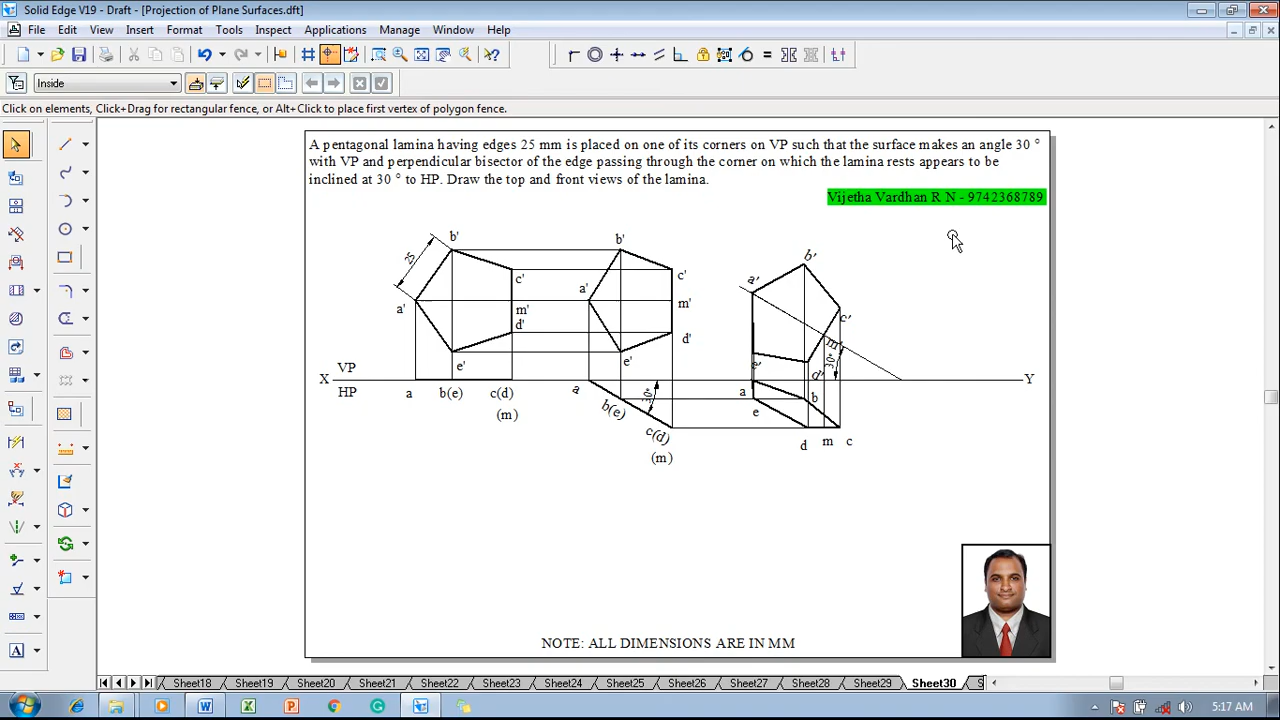 Solid Edge V19 - Draft - [Projection of Plane Surfaces.dft]
File Edit View Insert Format Tools Inspect Applications Manage Window Help
Inside
Click on elements, Click+Drag for rectangular fence, or Alt+Click to place first vertex of polygon fence.
A pentagonal lamina having edges 25 mm is placed on one of its corners on VP such that the surface makes an angle 30 °
with VP and perpendicular bisector of the edge passing through the corner on which the lamina rests appears to be
inclined at 30 ° to HP. Draw the top and front views of the lamina.
Vijetha Vardhan R N - 9742368789
b' b' b'
25
c' c' a'
a' a'
m' m' c'
d' d' m'
e' e' e' d' 30°
VP
X Y
HP
a b(e) c(d) a 30° a b
(m) b(e) e
c(d) d m c
(m)
NOTE: ALL DIMENSIONS ARE IN MM
Sheet18 Sheet19 Sheet20 Sheet21 Sheet22 Sheet23 Sheet24 Sheet25 Sheet26 Sheet27 Sheet28 Sheet29 Sheet30 S
5:17 AM